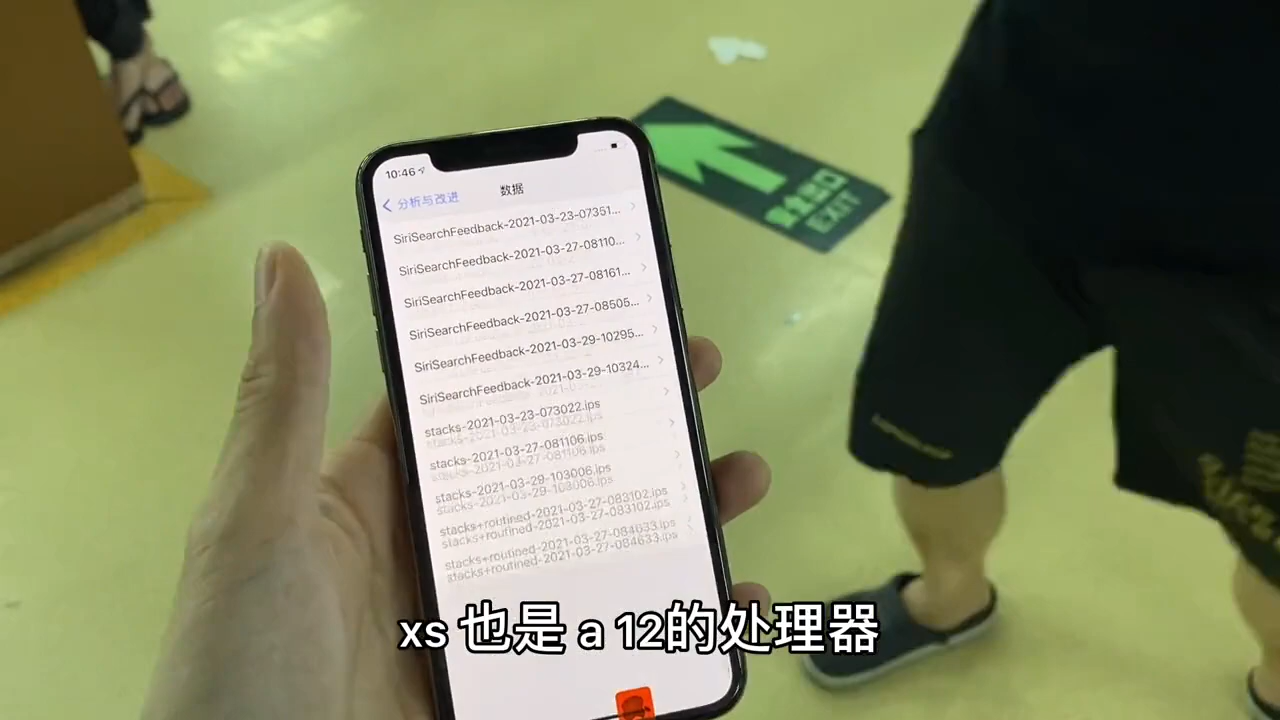 10:46
分析与改进
数据
SiriSearchFeedback-2021-03-23-07351...
SiriSearchFeedback-2021-03-27-08110...
SiriSearchFeedback-2021-03-27-08161...
SiriSearchFeedback-2021-03-27-08505...
SiriSearchFeedback-2021-03-29-10295...
SiriSearchFeedback-2021-03-29-10324...
stacks-2021-03-23-073022.ips
stacks-2021-03-27-081106.ips
stacks-2021-03-29-103006.ips
stacks+routined-2021-03-27-083102.ips
stacks+routined-2021-03-27-084633.ips
安全出口
EXIT
xs 也是 a 12的处理器